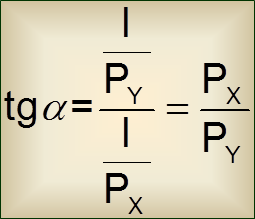 tgα = (I / P_Y) / (I / P_X) = P_X / P_Y